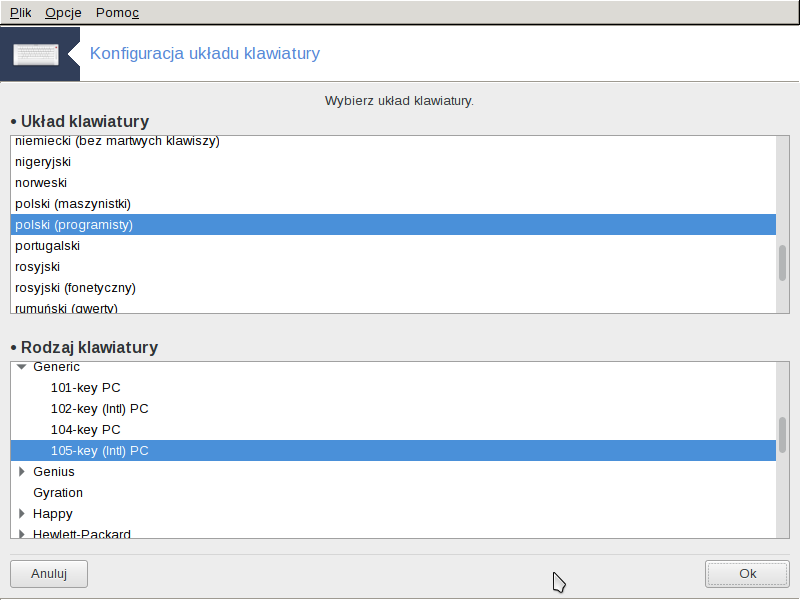 Plik Opcje Pomoc
Konfiguracja układu klawiatury
Wybierz układ klawiatury.
• Układ klawiatury
niemiecki (bez martwych klawiszy)
nigeryjski
norweski
polski (maszynistki)
polski (programisty)
portugalski
rosyjski
rosyjski (fonetyczny)
rumuński (qwerty)
• Rodzaj klawiatury
Generic
101-key PC
102-key (Intl) PC
104-key PC
105-key (Intl) PC
Genius
Gyration
Happy
Hewlett-Packard
Anuluj Ok